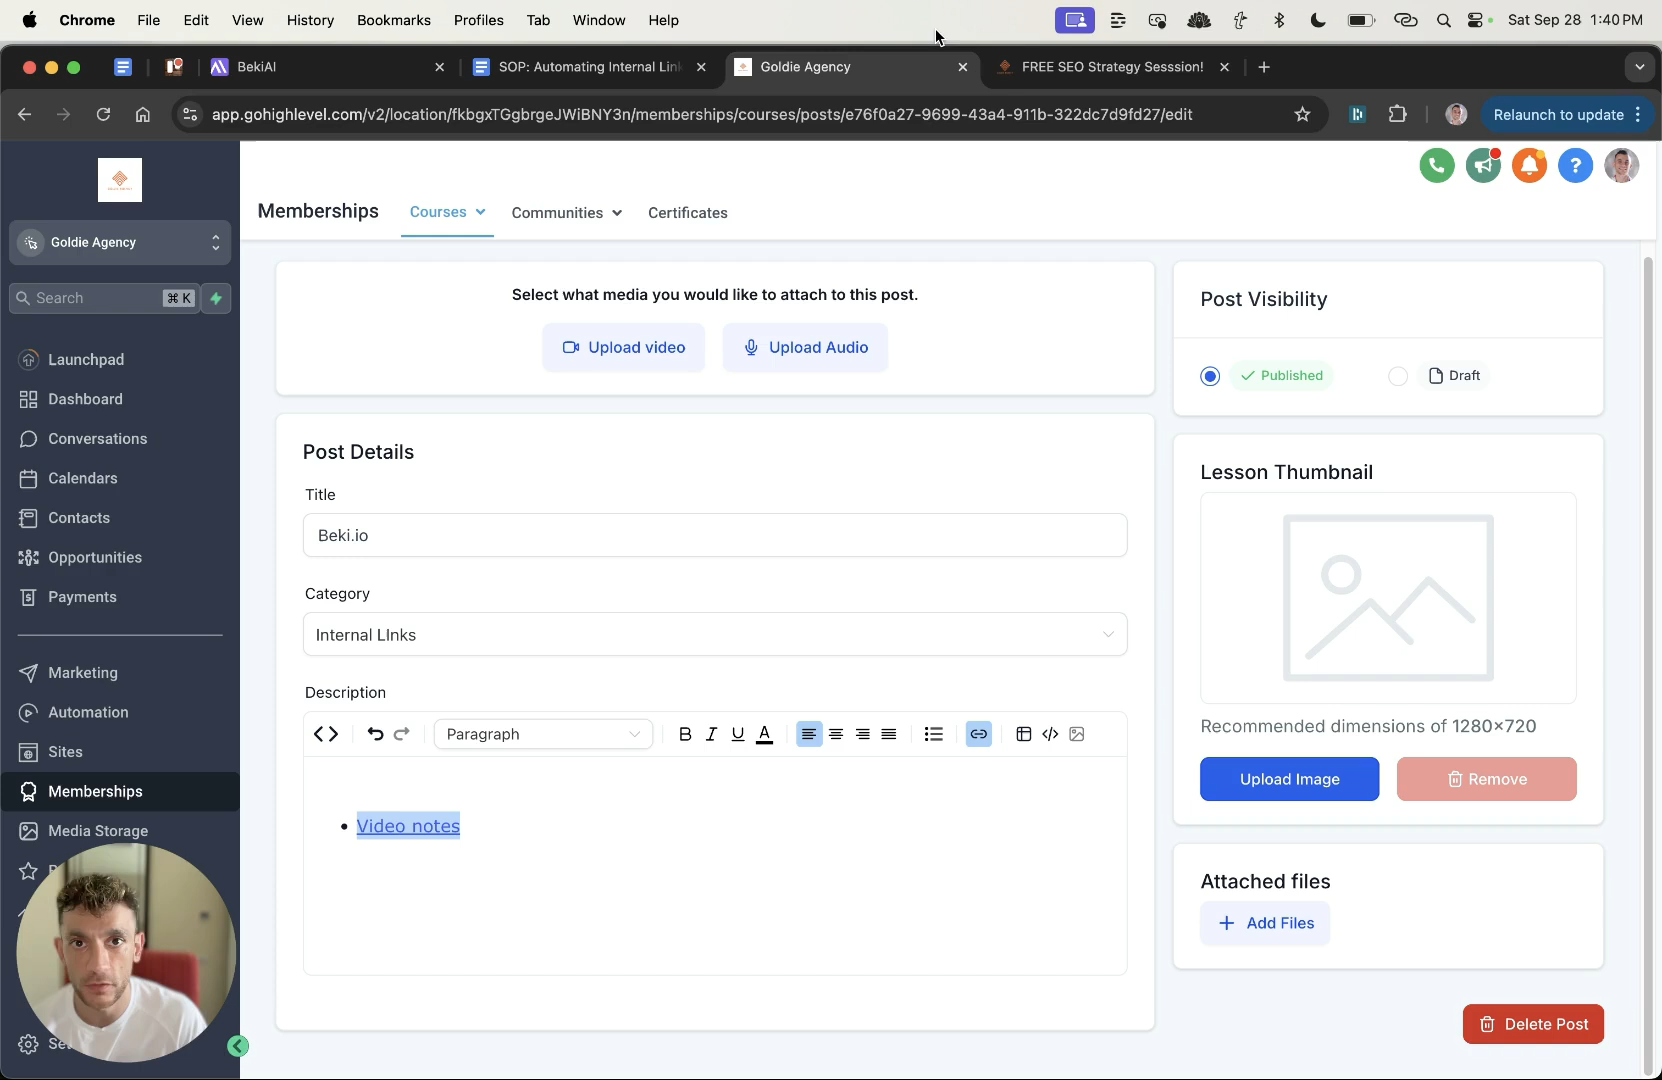 Chrome File Edit View History Bookmarks Profiles Tab Window Help Sat Sep 28 1:40 PM
BekiAI SOP: Automating Internal Lin Goldie Agency FREE SEO Strategy Sesssion!
app.gohighlevel.com/v2/location/fkbgxTGgbrgeJWiBNY3n/memberships/courses/posts/e76f0a27-9699-43a4-911b-322dc7d9fd27/edit Relaunch to update
Memberships Courses Communities Certificates
Goldie Agency
Search ⌘ K
Launchpad
Dashboard
Conversations
Calendars
Contacts
Opportunities
Payments
Marketing
Automation
Sites
Memberships
Media Storage
Select what media you would like to attach to this post.
Upload video Upload Audio
Post Details
Title
Beki.io
Category
Internal LInks
Description
Paragraph B I U A
• Video notes
Post Visibility
Published Draft
Lesson Thumbnail
Recommended dimensions of 1280×720
Upload Image Remove
Attached files
+ Add Files
Delete Post